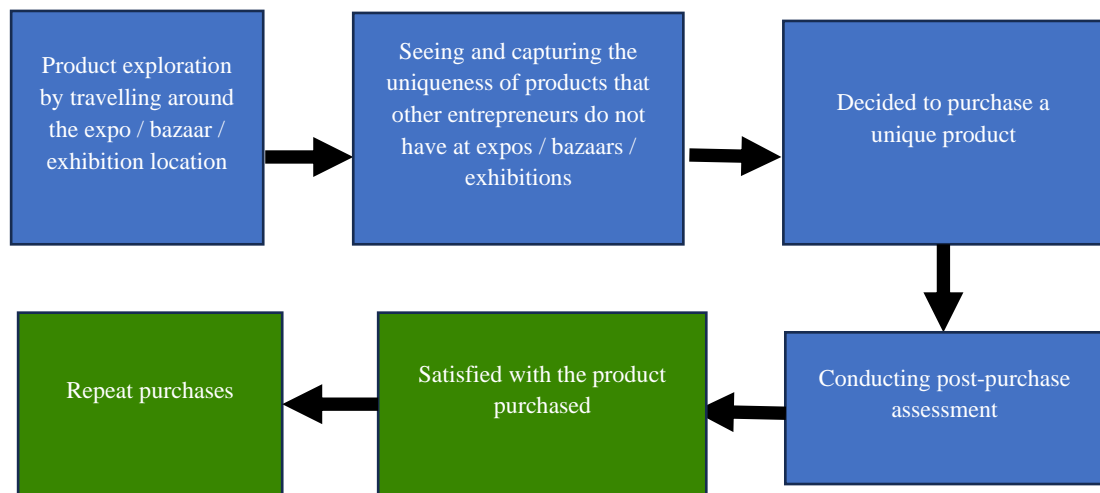 Product exploration
by travelling around
the expo / bazaar /
exhibition location
Seeing and capturing the
uniqueness of products that
other entrepreneurs do not
have at expos / bazaars /
exhibitions
Decided to purchase a
unique product
Conducting post-purchase
assessment
Satisfied with the product
purchased
Repeat purchases